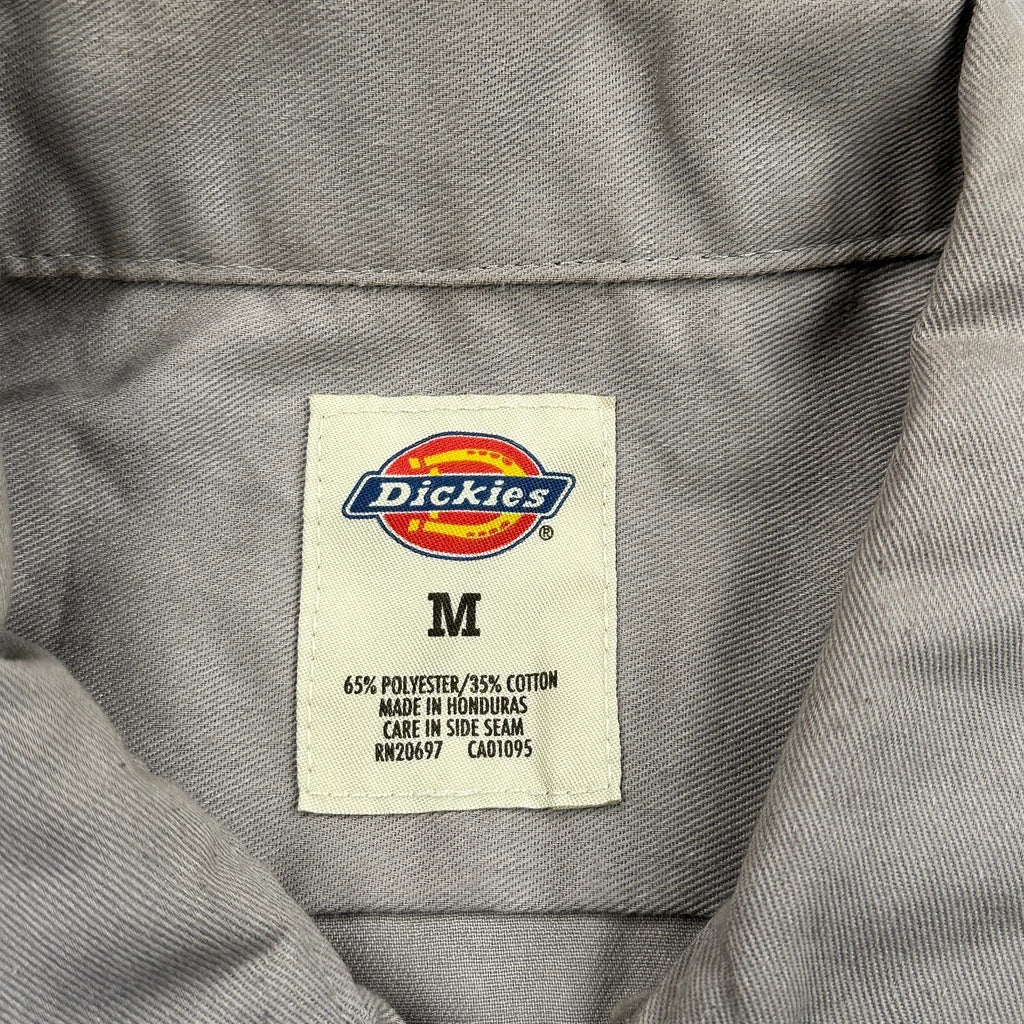 Dickies
®
M
65% POLYESTER/35% COTTON
MADE IN HONDURAS
CARE IN SIDE SEAM
RN20697 CA01095